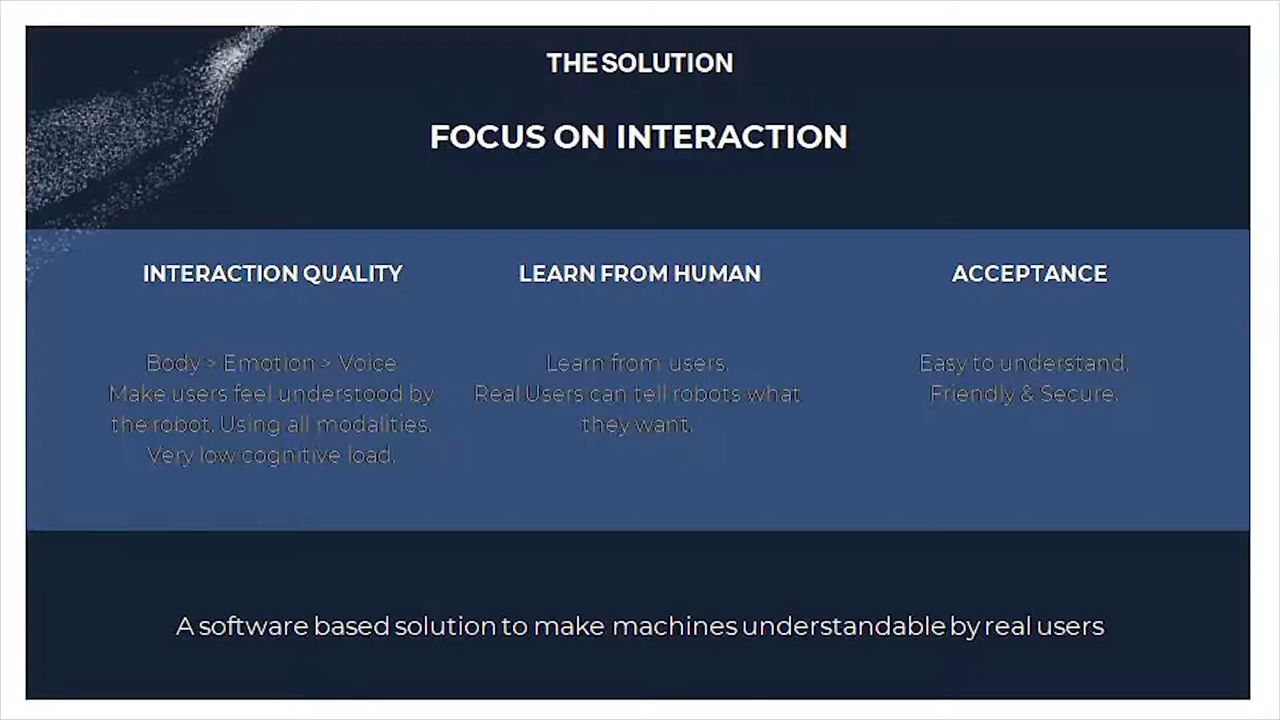 THE SOLUTION
FOCUS ON INTERACTION
INTERACTION QUALITY
Body > Emotion > Voice
Make users feel understood by
the robot. Using all modalities.
Very low cognitive load.
LEARN FROM HUMAN
Learn from users.
Real Users can tell robots what
they want.
ACCEPTANCE
Easy to understand.
Friendly & Secure.
A software based solution to make machines understandable by real users